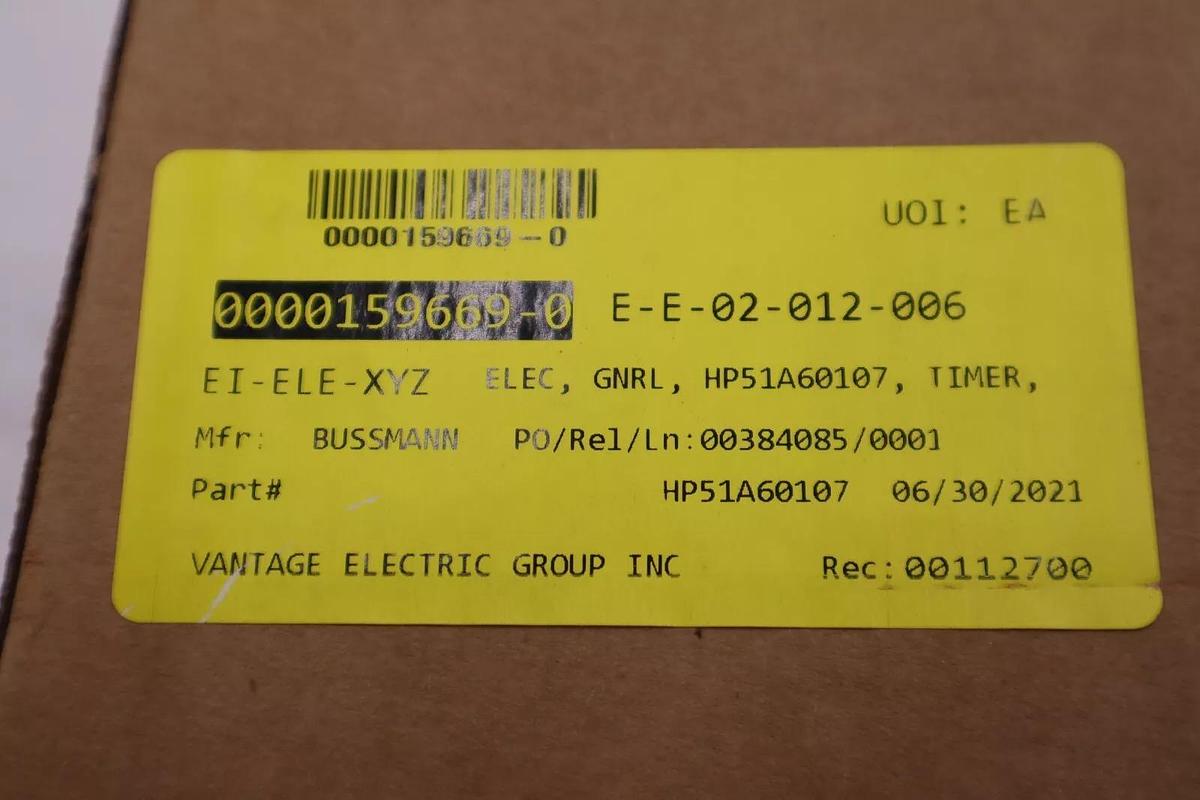 UOI: EA
0000159669-0
0000159669-0 E-E-02-012-006
EI-ELE-XYZ ELEC, GNRL, HP51A60107, TIMER,
Mfr: BUSSMANN PO/Rel/Ln:00384085/0001
Part# HP51A60107 06/30/2021
VANTAGE ELECTRIC GROUP INC Rec:00112700